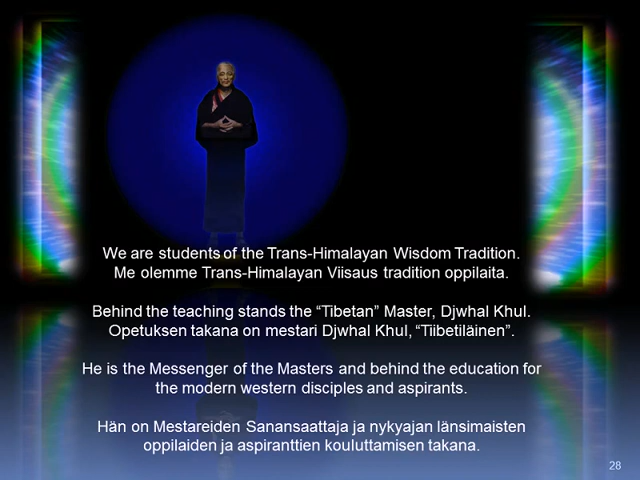 We are students of the Trans-Himalayan Wisdom Tradition.
Me olemme Trans-Himalayan Viisaus tradition oppilaita.
Behind the teaching stands the “Tibetan” Master, Djwhal Khul.
Opetuksen takana on mestari Djwhal Khul, “Tiibetiläinen”.
He is the Messenger of the Masters and behind the education for
the modern western disciples and aspirants.
Hän on Mestareiden Sanansaattaja ja nykyajan länsimaisten
oppilaiden ja aspiranttien kouluttamisen takana.
28